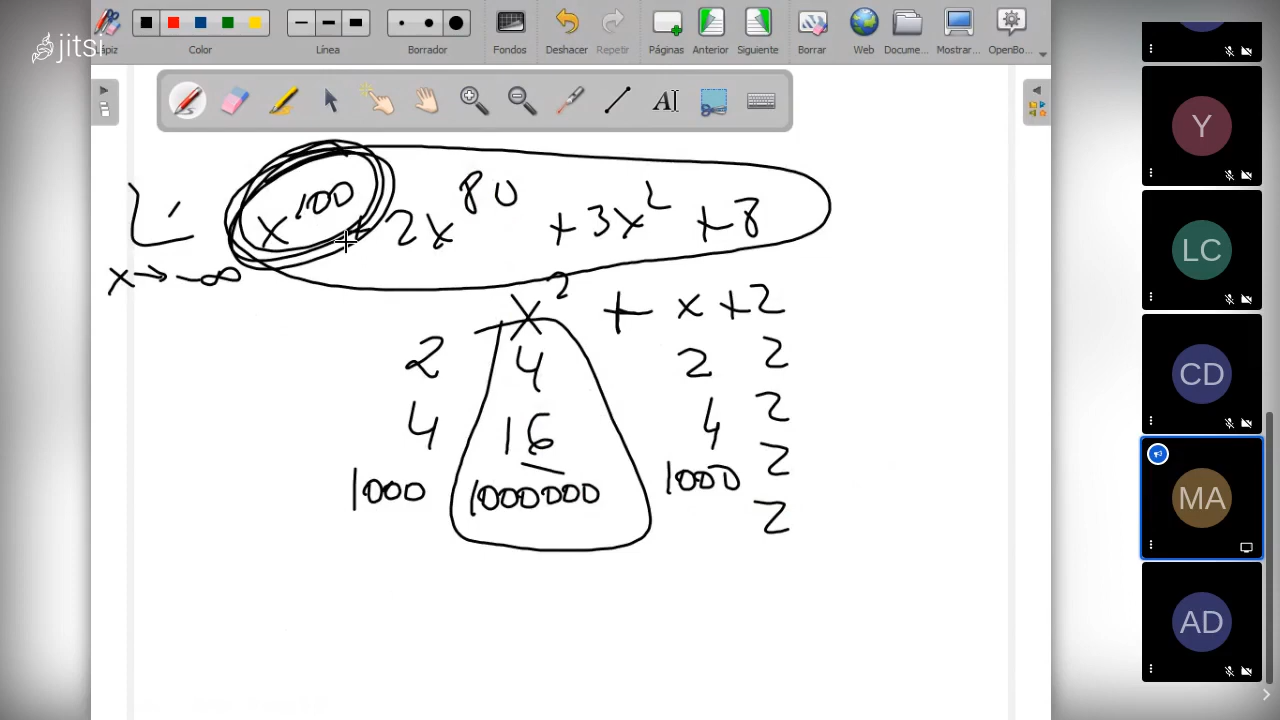 jitsi
Lápiz Color Línea Borrador Fondos Deshacer Repetir Páginas Anterior Siguiente Borrar Web Docume... Mostrar... OpenBo...
x^100 + 2x^80 + 3x^2 + 8
x → -∞
x^2 + x + 2
2 4 2 2
4 16 4 2
1000 1000000 1000 2
2
Y
LC
CD
MA
AD